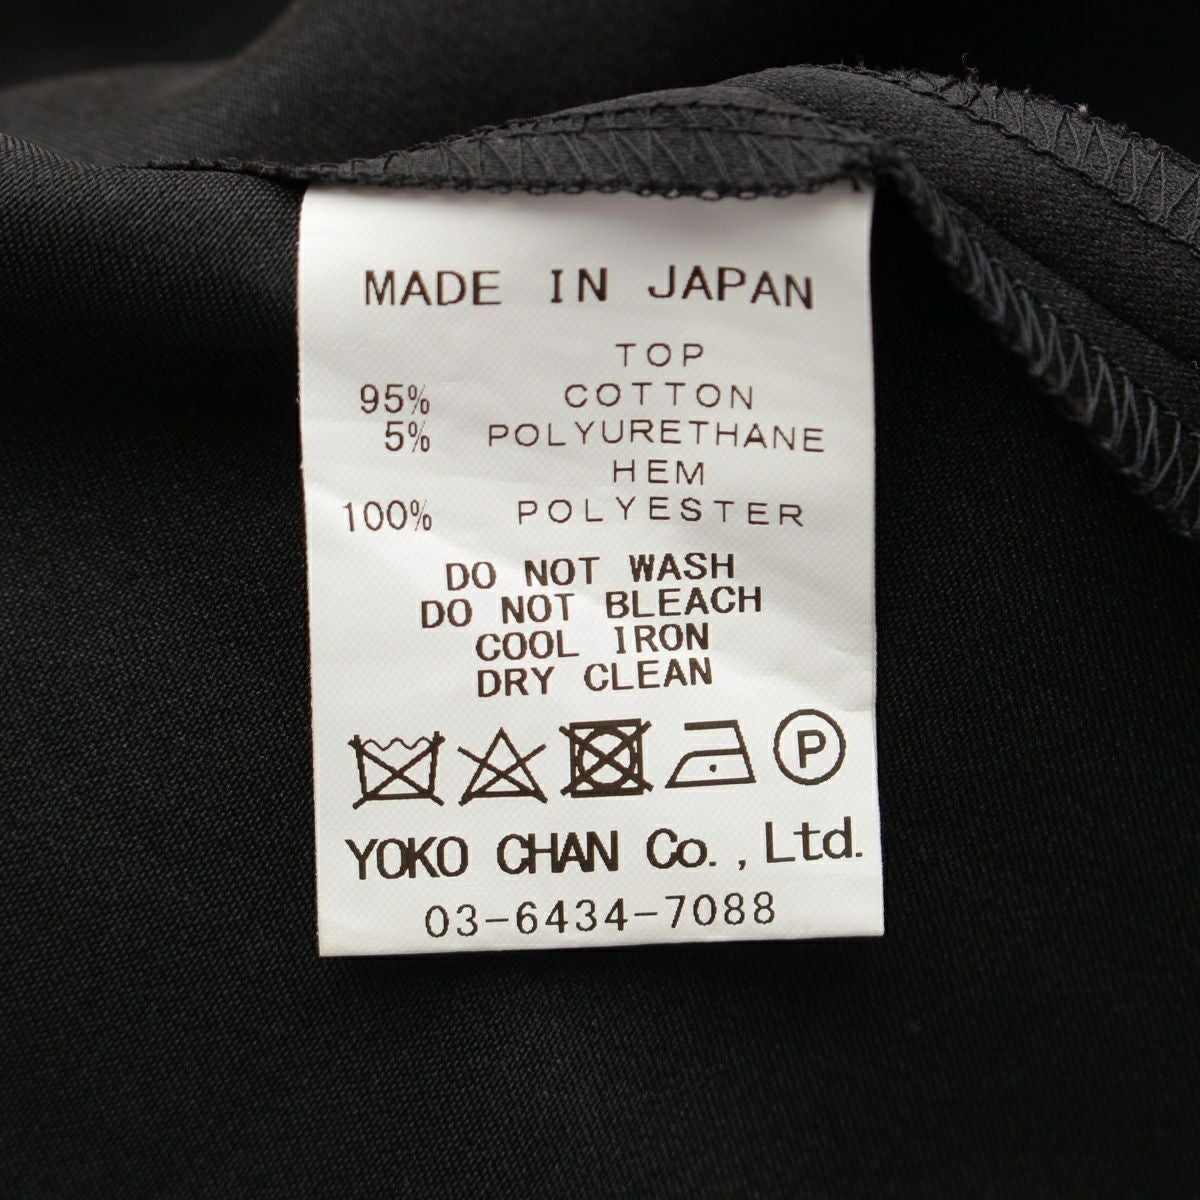 MADE IN JAPAN
TOP
95% COTTON
5% POLYURETHANE
HEM
100% POLYESTER
DO NOT WASH
DO NOT BLEACH
COOL IRON
DRY CLEAN
P
YOKO CHAN Co., Ltd.
03-6434-7088